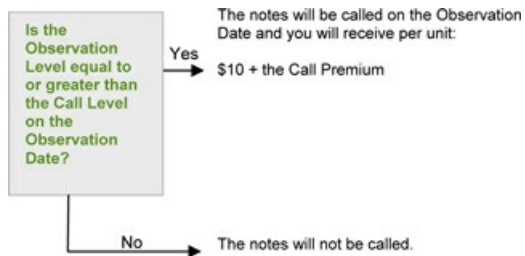 Is the
Observation
Level equal to
or greater than
the Call Level
on the
Observation
Date?
Yes
The notes will be called on the Observation
Date and you will receive per unit:
$10 + the Call Premium
No
The notes will not be called.